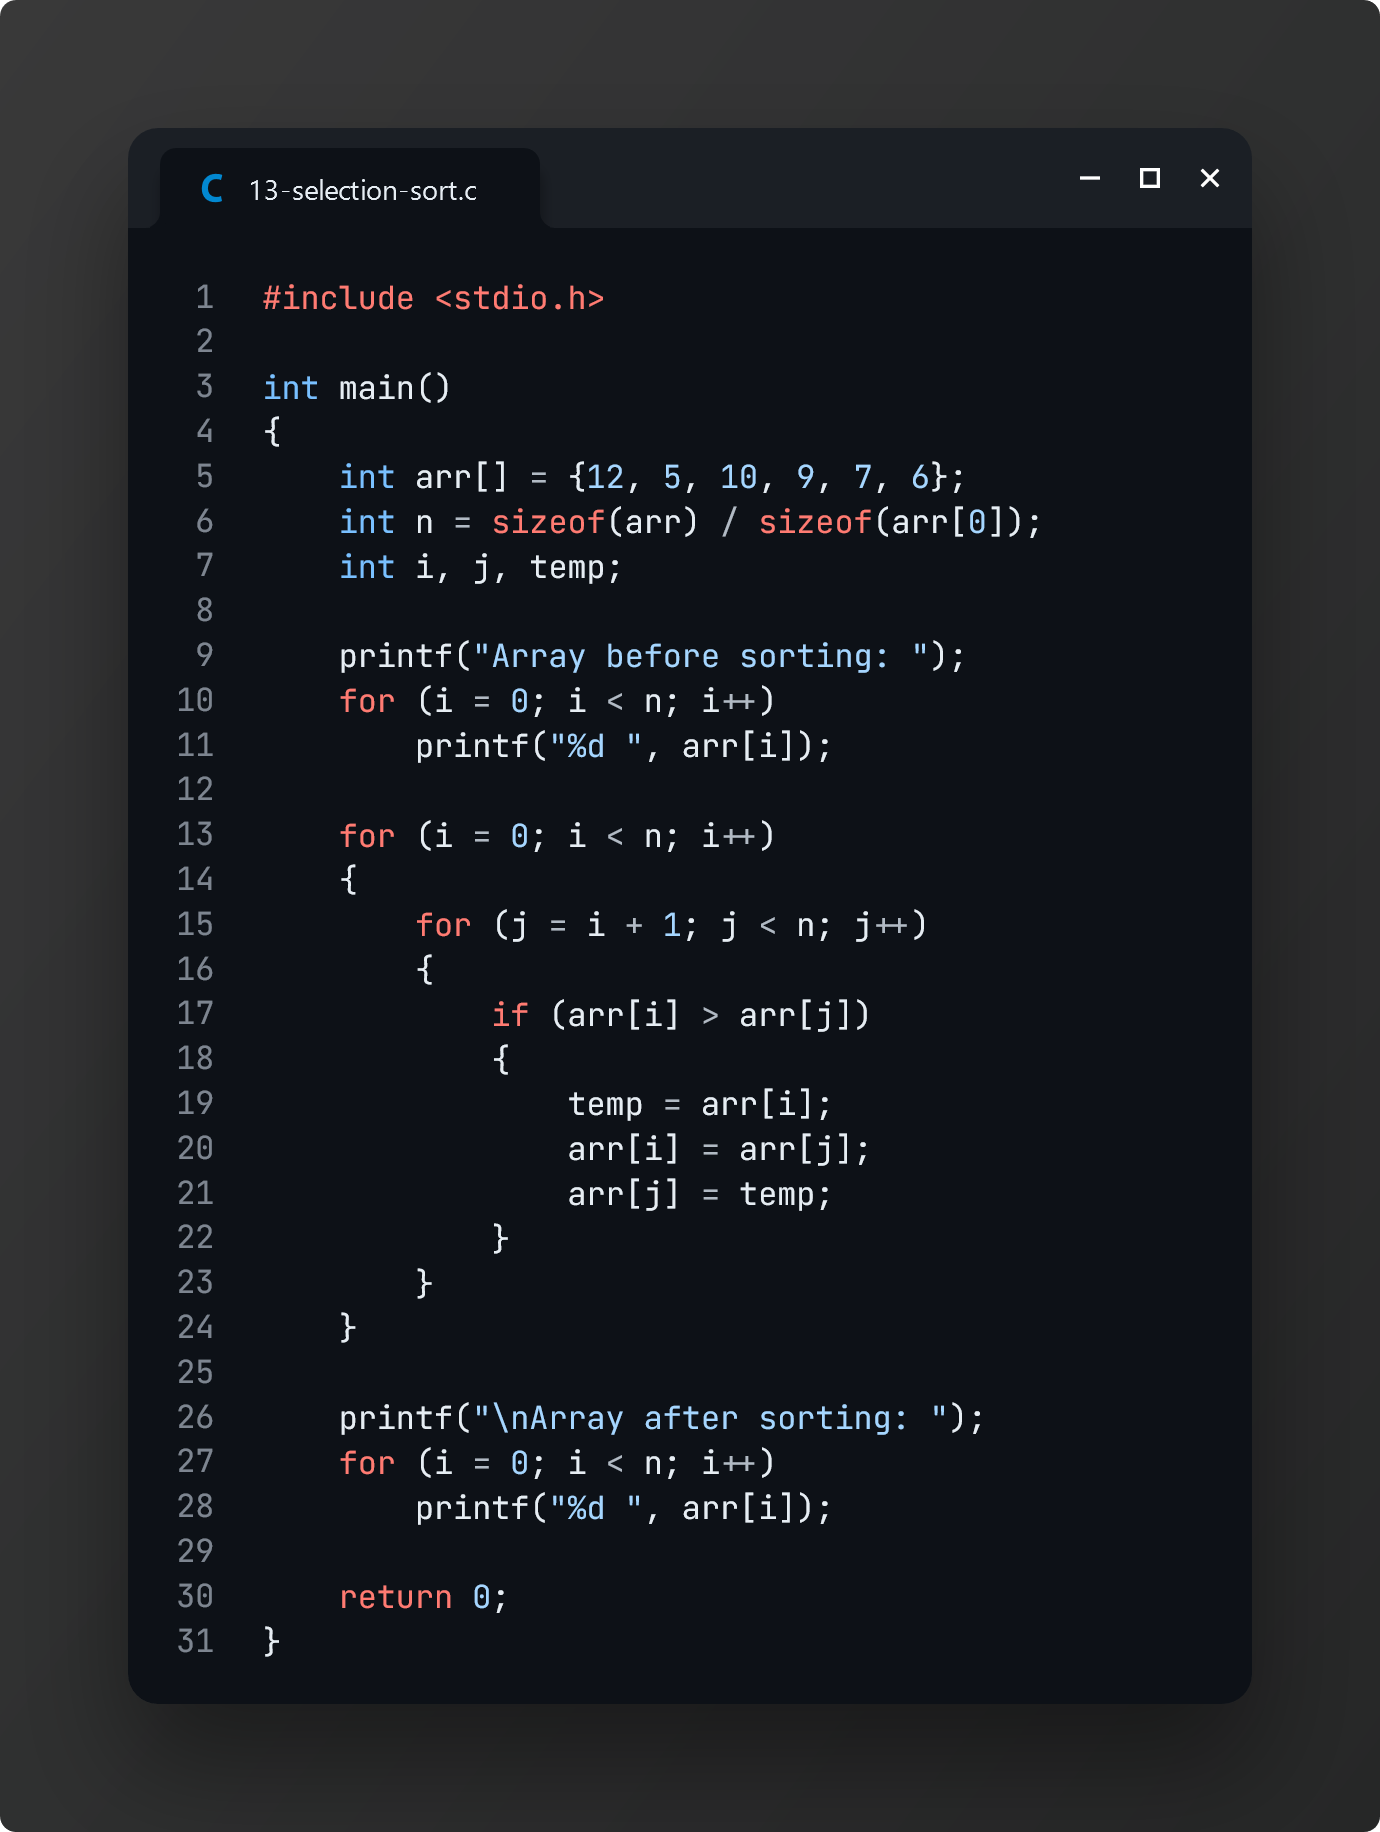 13-selection-sort.c
1 #include <stdio.h>
2
3 int main()
4 {
5     int arr[] = {12, 5, 10, 9, 7, 6};
6     int n = sizeof(arr) / sizeof(arr[0]);
7     int i, j, temp;
8
9     printf("Array before sorting: ");
10     for (i = 0; i < n; i++)
11         printf("%d ", arr[i]);
12
13     for (i = 0; i < n; i++)
14     {
15         for (j = i + 1; j < n; j++)
16         {
17             if (arr[i] > arr[j])
18             {
19                 temp = arr[i];
20                 arr[i] = arr[j];
21                 arr[j] = temp;
22             }
23         }
24     }
25
26     printf("\nArray after sorting: ");
27     for (i = 0; i < n; i++)
28         printf("%d ", arr[i]);
29
30     return 0;
31 }